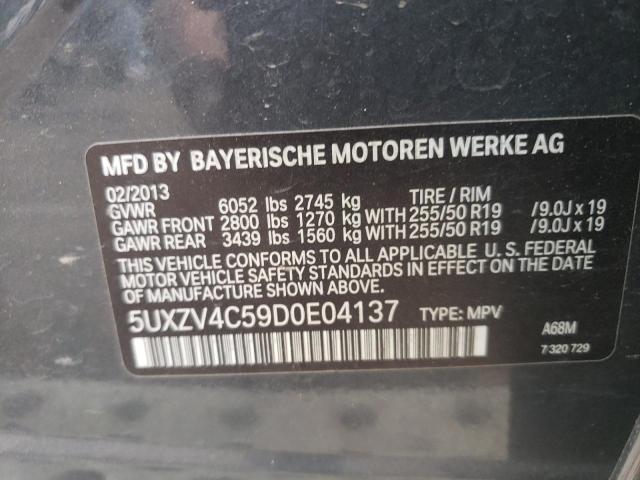 MFD BY BAYERISCHE MOTOREN WERKE AG
02/2013 TIRE / RIM
GVWR 6052 lbs 2745 kg
GAWR FRONT 2800 lbs 1270 kg WITH 255/50 R19 /9.0J x 19
GAWR REAR 3439 lbs 1560 kg WITH 255/50 R19 /9.0J x 19
THIS VEHICLE CONFORMS TO ALL APPLICABLE U. S. FEDERAL
MOTOR VEHICLE SAFETY STANDARDS IN EFFECT ON THE DATE
OF MANUFACTURE SHOWN ABOVE.
5UXZV4C59D0E04137 TYPE: MPV
A68M
7 320 729